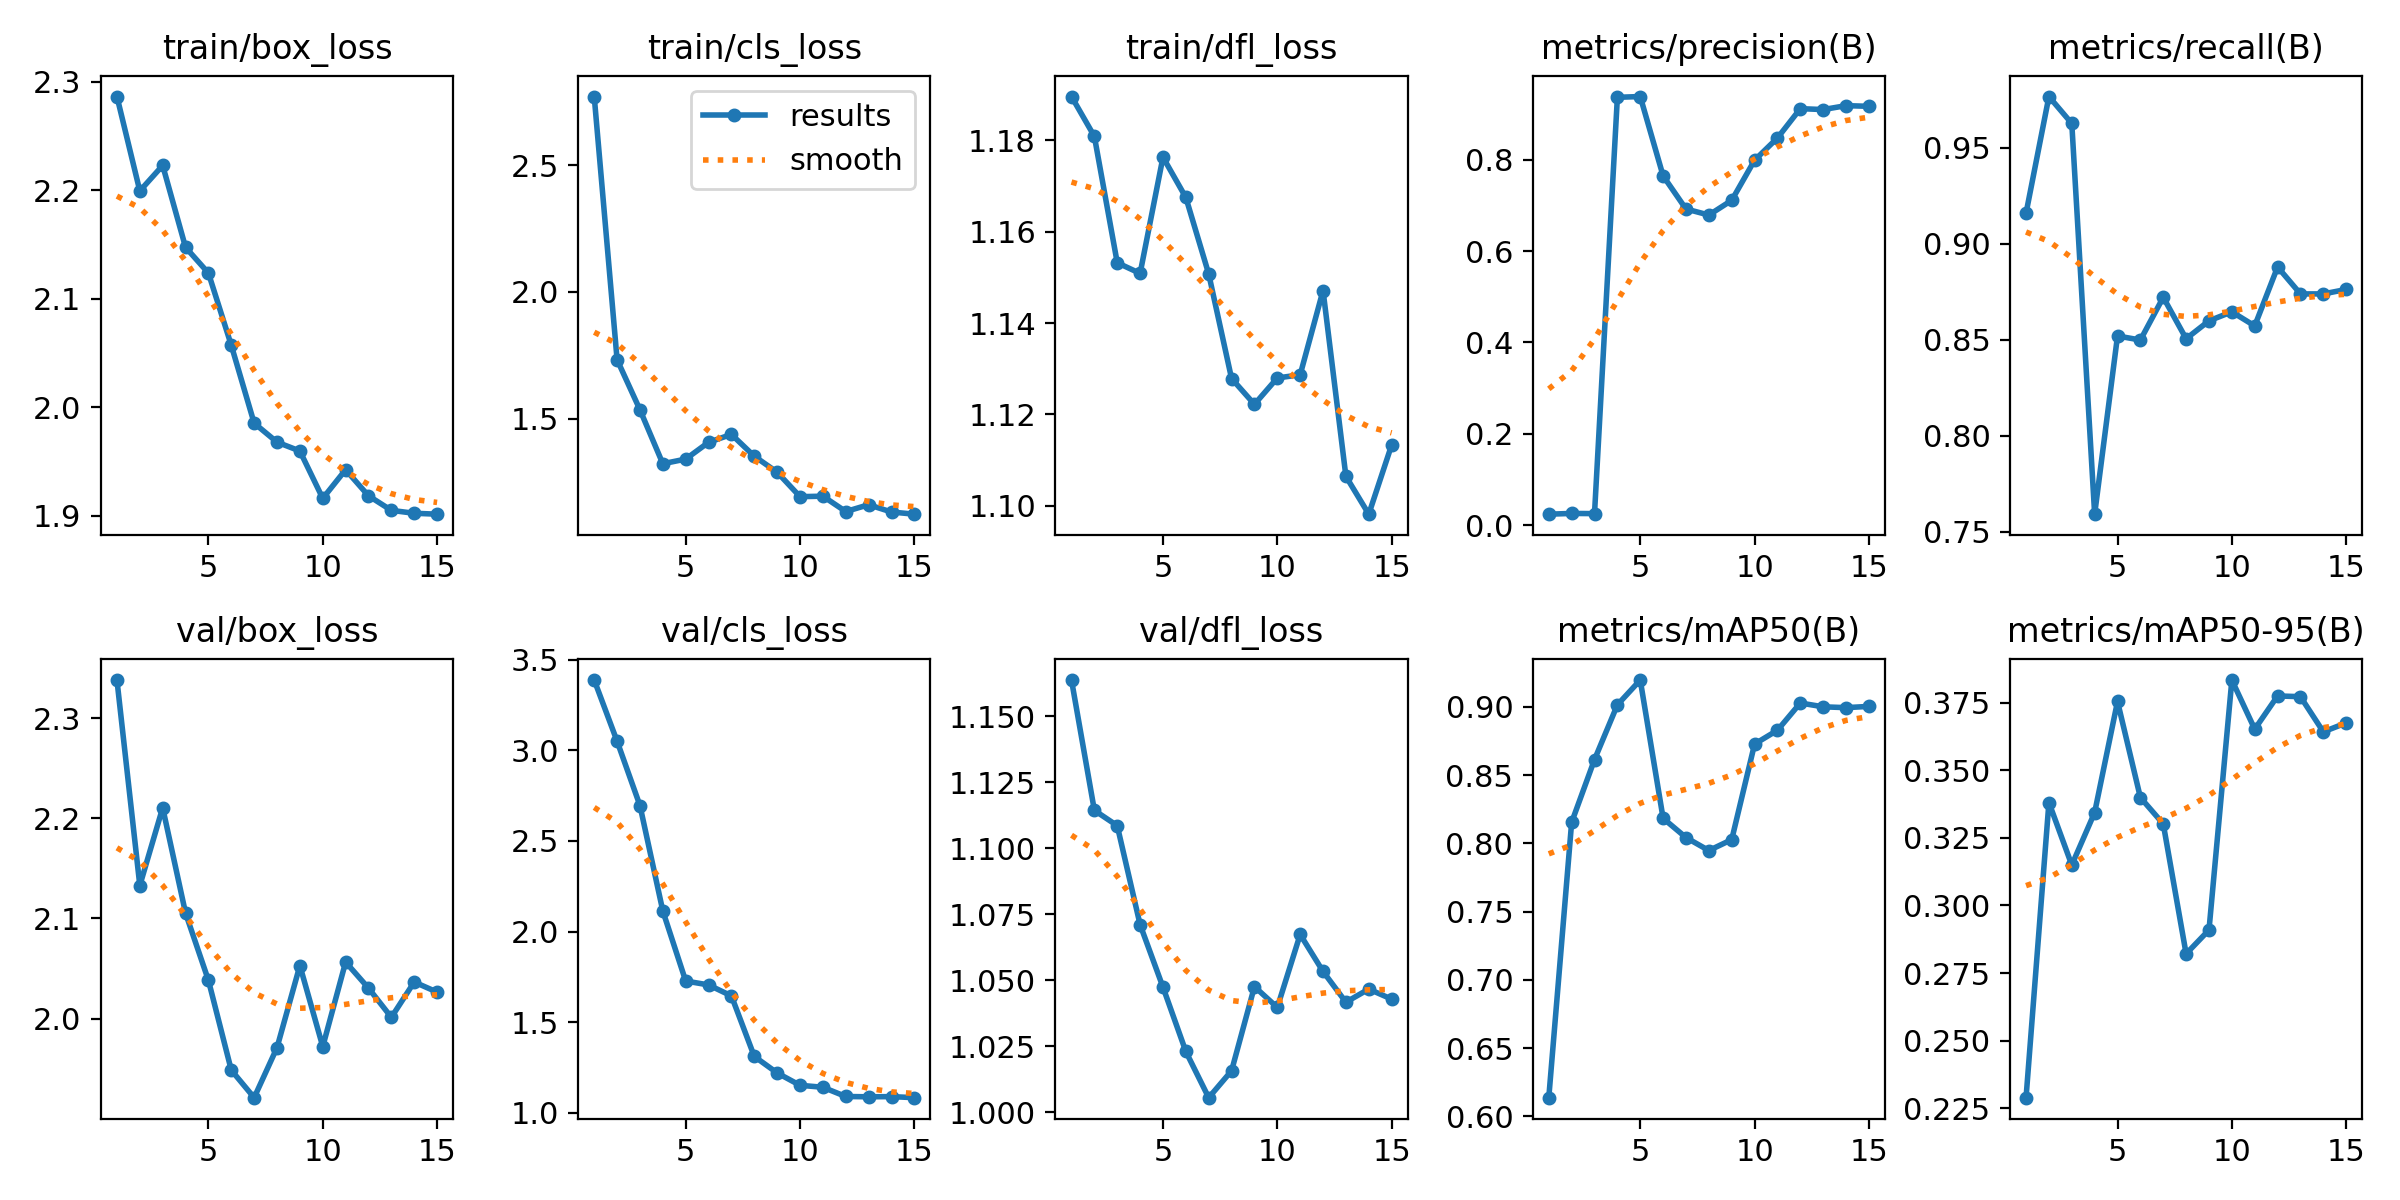 train/box_loss
2.3
2.2
2.1
2.0
1.9
5 10 15
train/cls_loss
results
smooth
2.5
2.0
1.5
5 10 15
train/dfl_loss
1.18
1.16
1.14
1.12
1.10
5 10 15
metrics/precision(B)
0.8
0.6
0.4
0.2
0.0
5 10 15
metrics/recall(B)
0.95
0.90
0.85
0.80
0.75
5 10 15
val/box_loss
2.3
2.2
2.1
2.0
5 10 15
val/cls_loss
3.5
3.0
2.5
2.0
1.5
1.0
5 10 15
val/dfl_loss
1.150
1.125
1.100
1.075
1.050
1.025
1.000
5 10 15
metrics/mAP50(B)
0.90
0.85
0.80
0.75
0.70
0.65
0.60
5 10 15
metrics/mAP50-95(B)
0.375
0.350
0.325
0.300
0.275
0.250
0.225
5 10 15